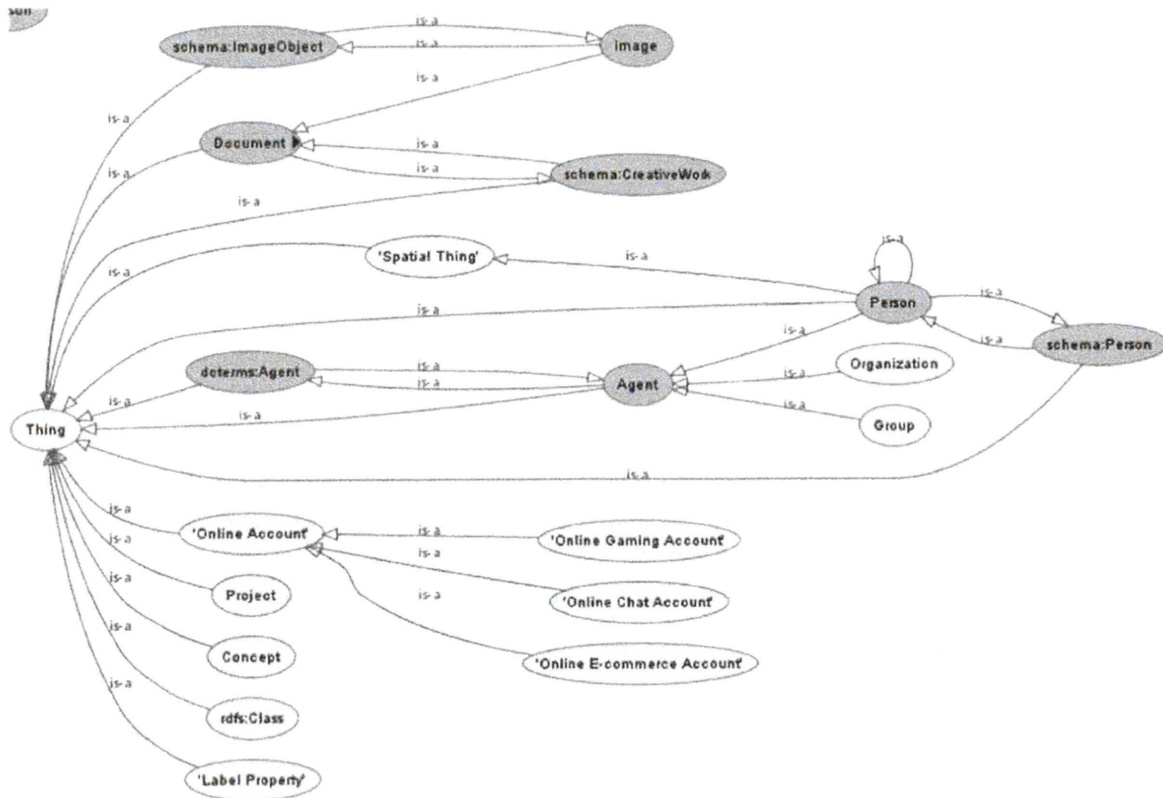 is-a
schema:ImageObject
is-a
Image
is-a
is-a
Document
is-a
is-a
is-a
schema:CreativeWork
is-a
is-a
'Spatial Thing'
is-a
is-a
is-a
Person
is-a
is-a
is-a
schema:Person
dcterms:Agent
is-a
is-a
Agent
is-a
Organization
is-a
is-a
is-a
Group
Thing
is-a
is-a
'Online Account'
is-a
'Online Gaming Account'
is-a
is-a
Project
is-a
'Online Chat Account'
is-a
Concept
is-a
'Online E-commerce Account'
is-a
rdfs:Class
is-a
'Label Property'